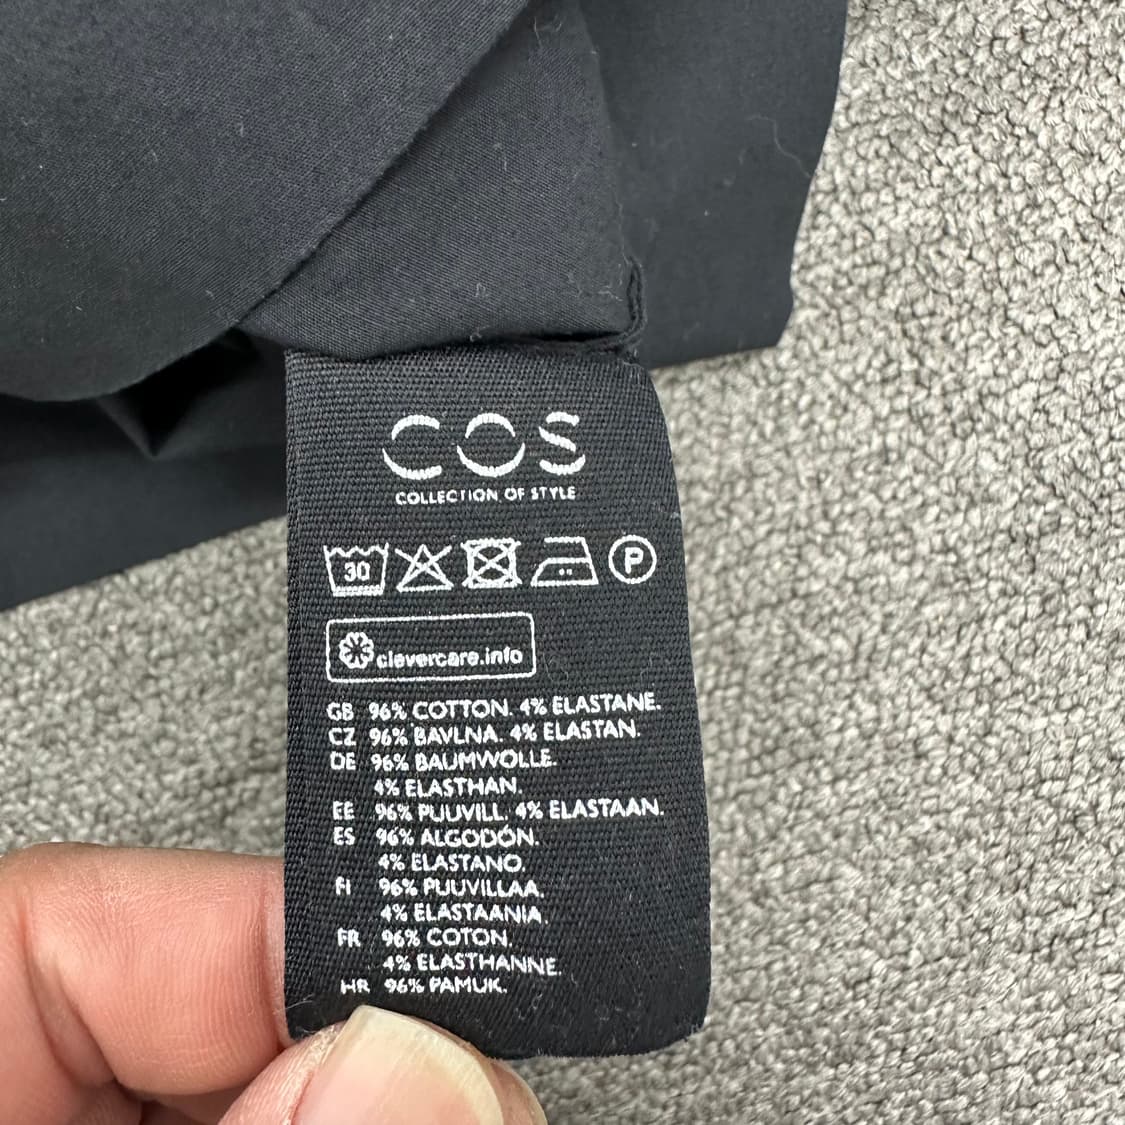 COS
COLLECTION OF STYLE
30 P
clevercare.info
GB 96% COTTON. 4% ELASTANE.
CZ 96% BAVLNA. 4% ELASTAN.
DE 96% BAUMWOLLE.
4% ELASTHAN.
EE 96% PUUVILL. 4% ELASTAAN.
ES 96% ALGODÓN.
4% ELASTANO.
FI 96% PUUVILLAA.
4% ELASTAANIA.
FR 96% COTON.
4% ELASTHANNE.
HR 96% PAMUK.